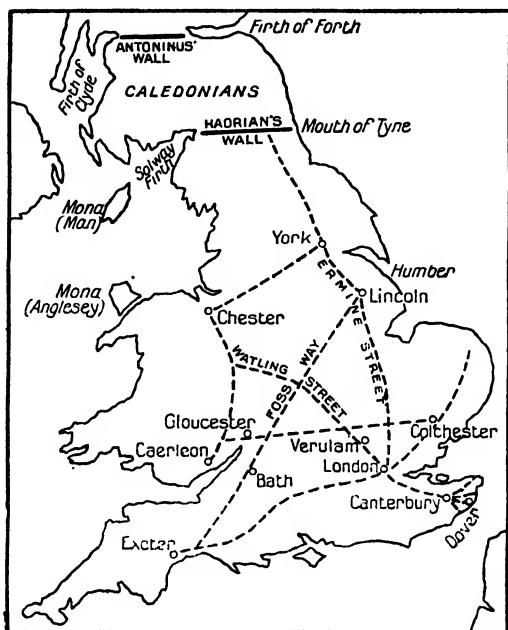 Firth of Forth
ANTONINUS'
WALL
Firth of
Clyde
CALEDONIANS
HADRIAN'S
WALL
Mouth of Tyne
Solway
Firth
Mona
(Man)
York
Humber
Mona
(Anglesey)
Chester
Lincoln
ERMINE STREET
WATLING STREET
FOSS WAY
Gloucester
Colchester
Caerleon
Verulam
London
Bath
Canterbury
Dover
Exeter